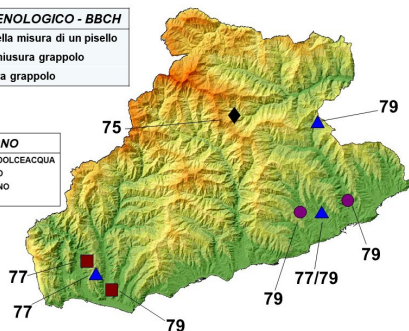 ENOLOGICO - BBCH
ella misura di un pisello
hiusura grappolo
a grappolo
NO
DOLCEACQUA
O
NO
75
79
77
77
79
79
77/79
79